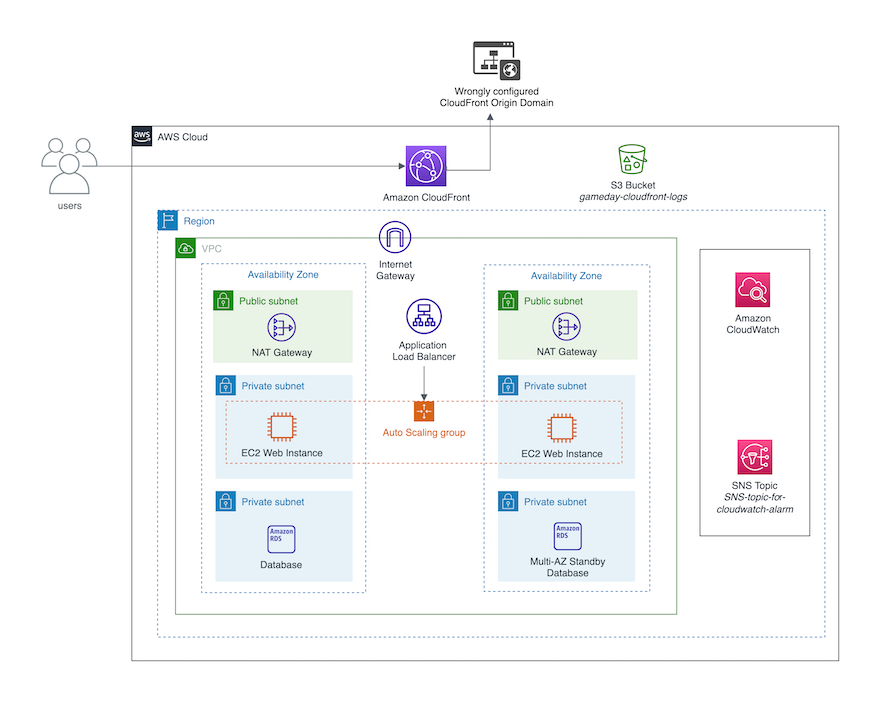 Wrongly configured
CloudFront Origin Domain
aws
AWS Cloud
users
Amazon CloudFront
S3 Bucket
gameday-cloudfront-logs
Region
VPC
Internet
Gateway
Availability Zone
Availability Zone
Public subnet
Public subnet
NAT Gateway
NAT Gateway
Application
Load Balancer
Amazon
CloudWatch
Private subnet
Private subnet
EC2 Web Instance
Auto Scaling group
EC2 Web Instance
SNS Topic
SNS-topic-for-
cloudwatch-alarm
Private subnet
Private subnet
Amazon
RDS
Database
Amazon
RDS
Multi-AZ Standby
Database